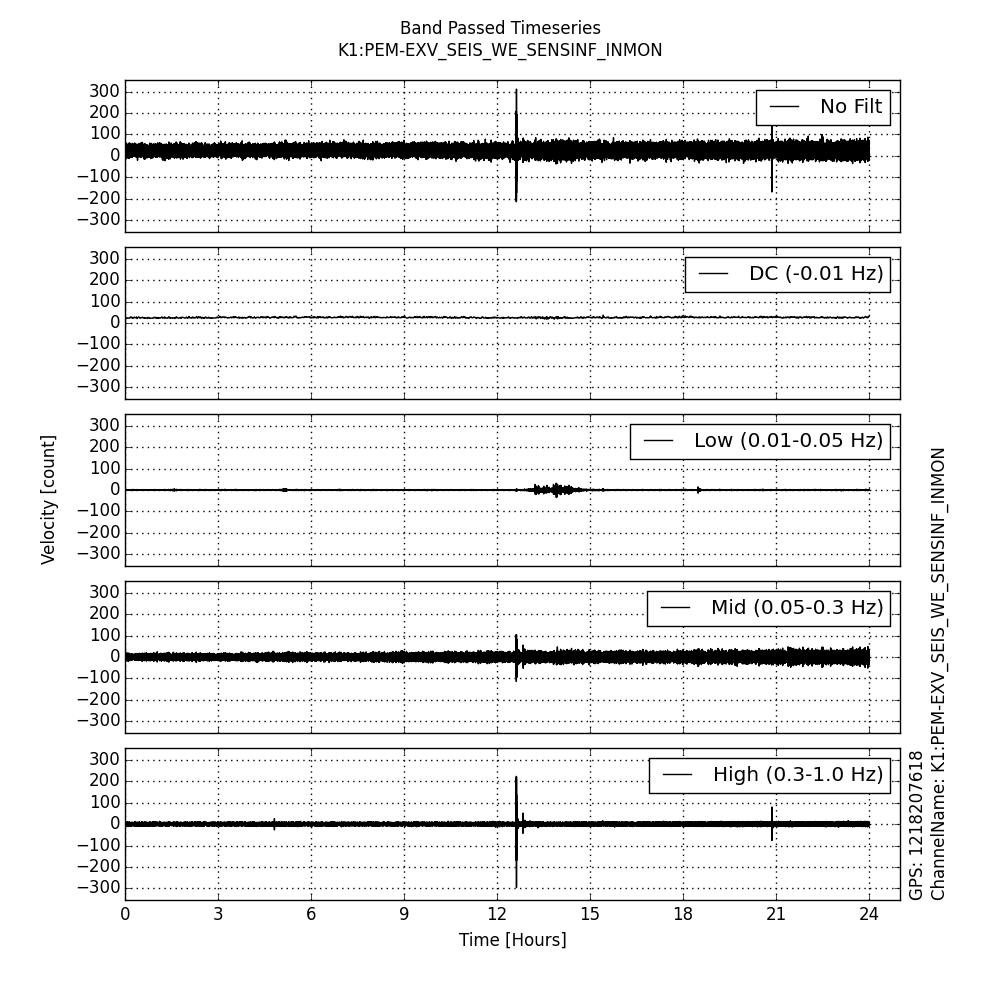 Band Passed Timeseries
K1:PEM-EXV_SEIS_WE_SENSINF_INMON
300
200
100
0
−100
−200
−300
No Filt
300
200
100
0
−100
−200
−300
DC (-0.01 Hz)
300
200
100
0
−100
−200
−300
Low (0.01-0.05 Hz)
300
200
100
0
−100
−200
−300
Mid (0.05-0.3 Hz)
300
200
100
0
−100
−200
−300
High (0.3-1.0 Hz)
0 3 6 9 12 15 18 21 24
Time [Hours]
Velocity [count]
GPS: 1218207618
ChannelName: K1:PEM-EXV_SEIS_WE_SENSINF_INMON